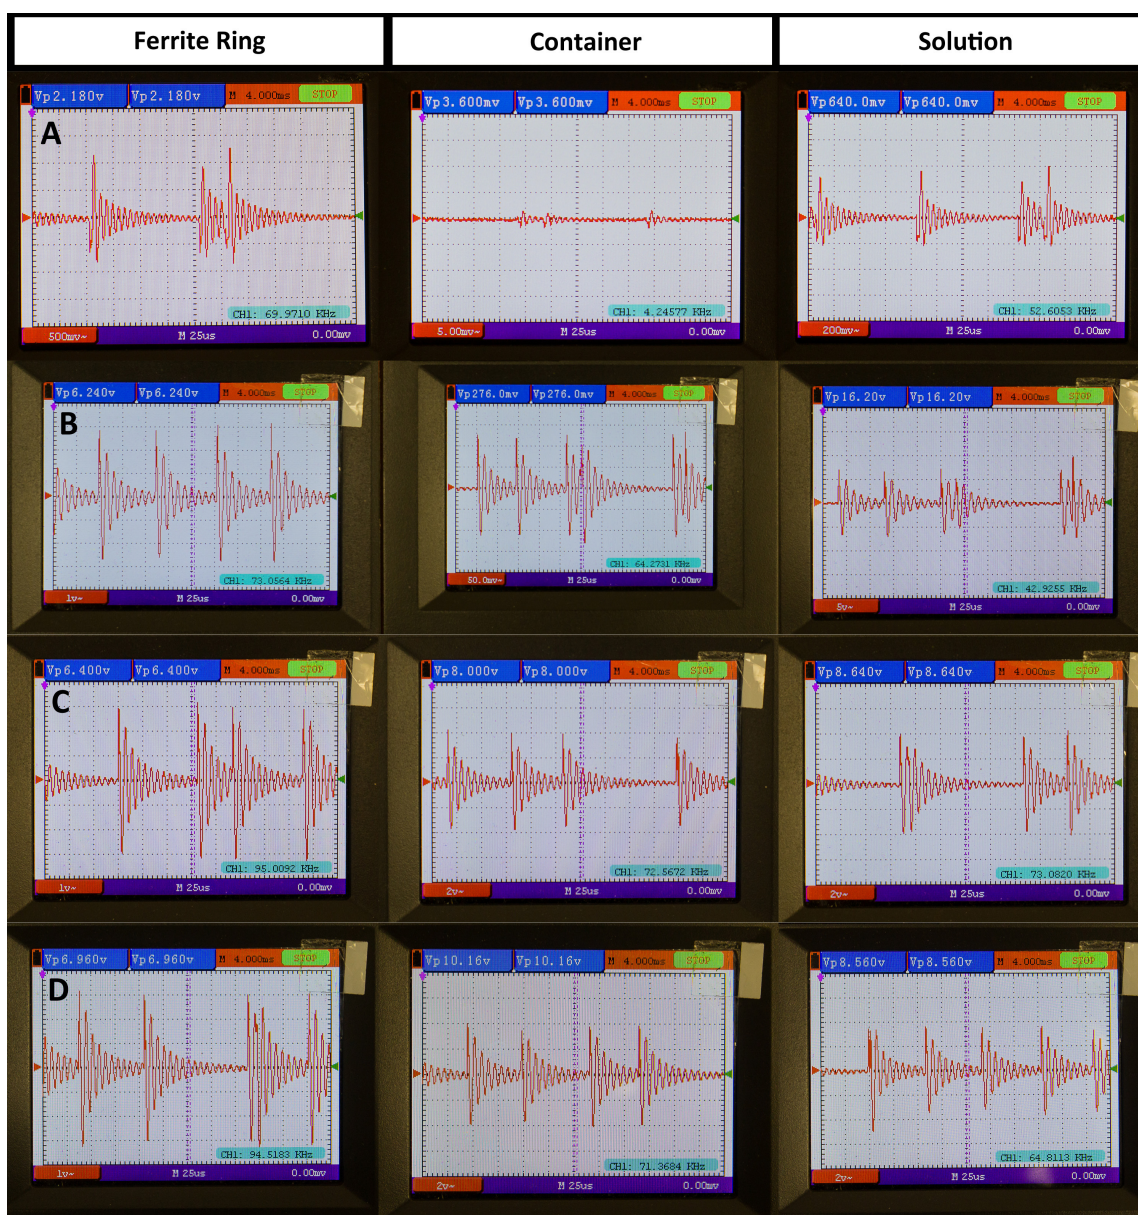 Ferrite Ring Container Solution
Vp2.180v Vp2.180v M 4.000ms STOP
A
CH1: 69.9710 KHz
500mv~ M 25us 0.00mv
Vp3.600mv Vp3.600mv M 4.000ms STOP
CH1: 4.24577 KHz
5.00mv~ M 25us 0.00mv
Vp640.0mv Vp640.0mv M 4.000ms STOP
CH1: 52.6053 KHz
200mv~ M 25us 0.00mv
Vp6.240v Vp6.240v M 4.000ms STOP
B
CH1: 73.0564 KHz
1v~ M 25us 0.00mv
Vp276.0mv Vp276.0mv M 4.000ms STOP
CH1: 64.2731 KHz
50.0mv~ M 25us 0.00mv
Vp16.20v Vp16.20v M 4.000ms STOP
CH1: 42.9255 KHz
5v~ M 25us 0.00mv
Vp6.400v Vp6.400v M 4.000ms STOP
C
CH1: 95.0092 KHz
1v~ M 25us 0.00mv
Vp8.000v Vp8.000v M 4.000ms STOP
CH1: 72.5672 KHz
2v~ M 25us 0.00mv
Vp8.640v Vp8.640v M 4.000ms STOP
CH1: 73.0820 KHz
2v~ M 25us 0.00mv
Vp6.960v Vp6.960v M 4.000ms STOP
D
CH1: 94.5183 KHz
1v~ M 25us 0.00mv
Vp10.16v Vp10.16v M 4.000ms STOP
CH1: 71.3684 KHz
2v~ M 25us 0.00mv
Vp8.560v Vp8.560v M 4.000ms STOP
CH1: 64.8113 KHz
2v~ M 25us 0.00mv